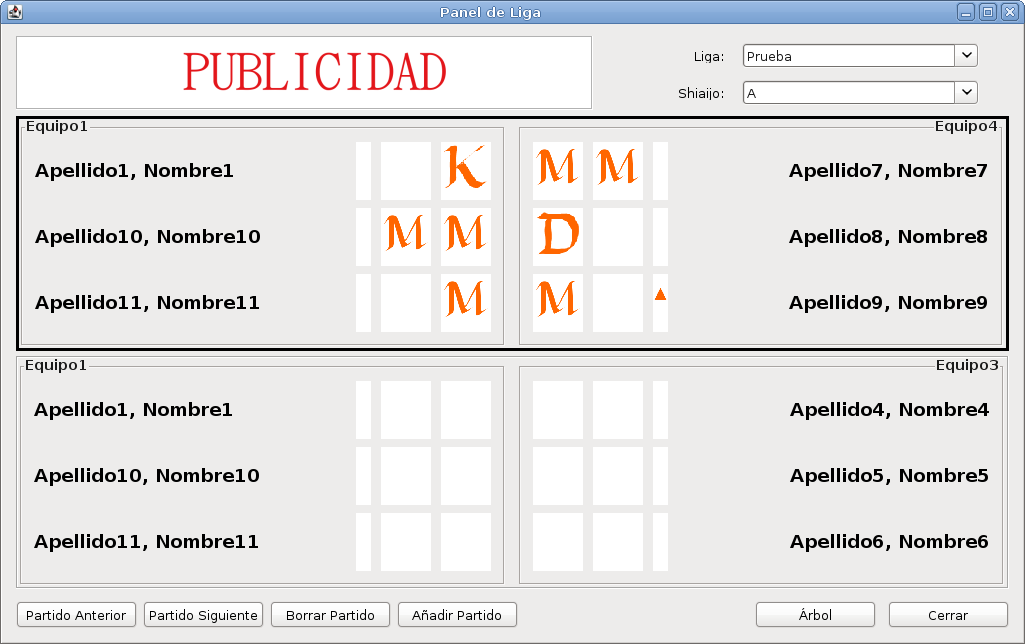 Panel de Liga
PUBLICIDAD
Liga: Prueba
Shiaijo: A
Equipo1 Equipo4
Apellido1, Nombre1 K M M Apellido7, Nombre7
Apellido10, Nombre10 M M D Apellido8, Nombre8
Apellido11, Nombre11 M M Apellido9, Nombre9
Equipo1 Equipo3
Apellido1, Nombre1 Apellido4, Nombre4
Apellido10, Nombre10 Apellido5, Nombre5
Apellido11, Nombre11 Apellido6, Nombre6
Partido Anterior Partido Siguiente Borrar Partido Añadir Partido Árbol Cerrar